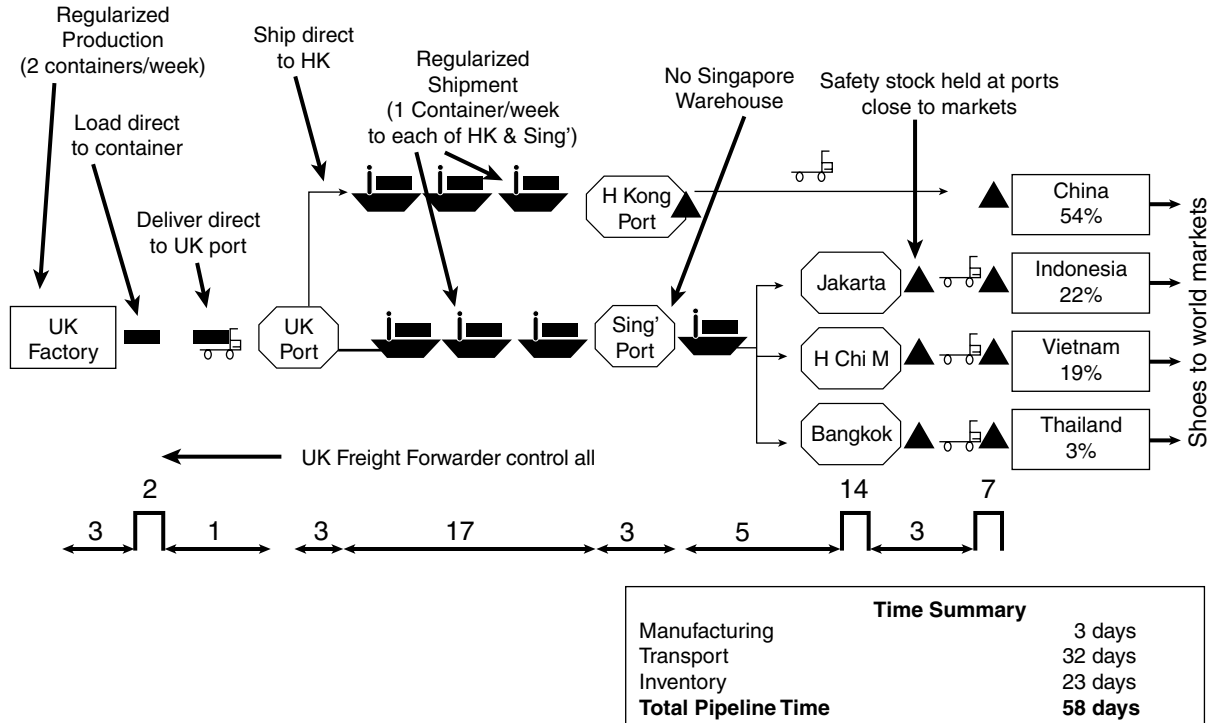 Regularized
Production
(2 containers/week)
Ship direct
to HK
Regularized
Shipment
(1 Container/week
to each of HK & Sing')
No Singapore
Warehouse
Safety stock held at ports
close to markets
Load direct
to container
Deliver direct
to UK port
H Kong
Port
China
54%
UK
Factory
UK
Port
Sing'
Port
Jakarta
Indonesia
22%
H Chi M
Vietnam
19%
Bangkok
Thailand
3%
Shoes to world markets
UK Freight Forwarder control all
2
14
7
3
1
3
17
3
5
3
Time Summary
Manufacturing 3 days
Transport 32 days
Inventory 23 days
Total Pipeline Time 58 days